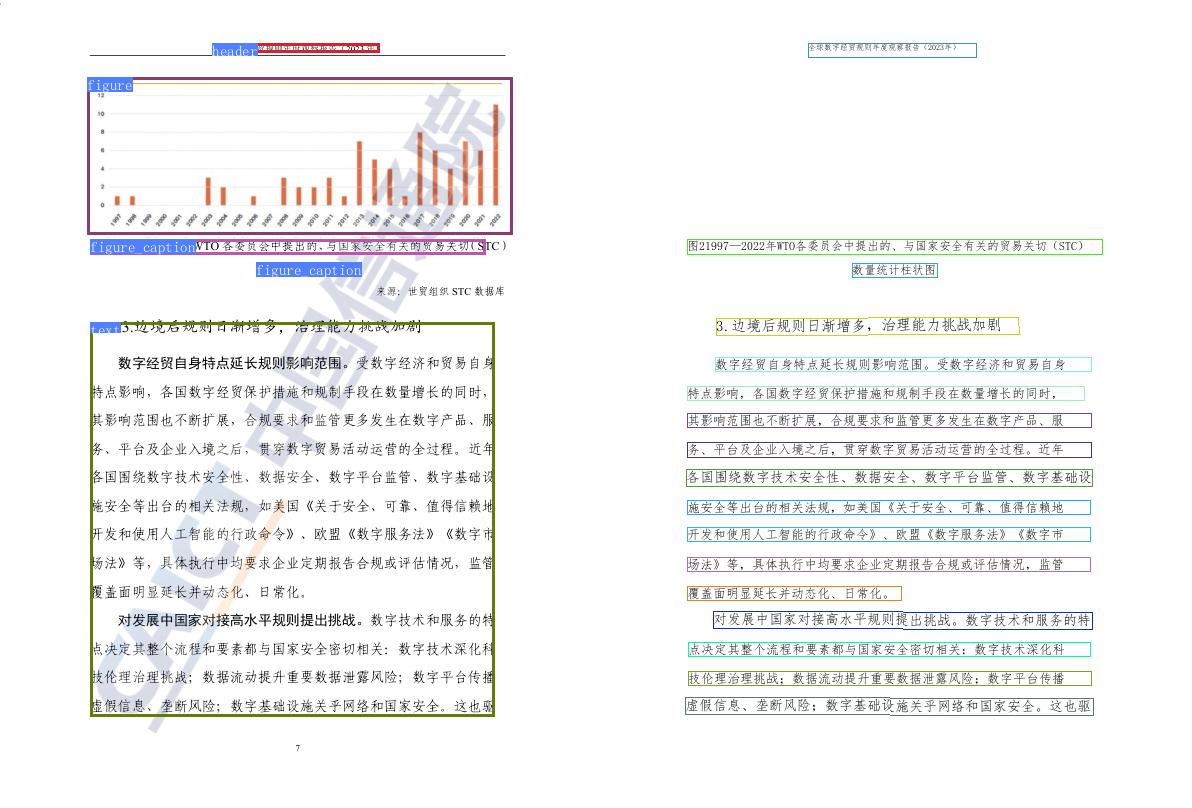 header
figure
12
10
8
6
4
2
0
1997 1998 1999 2000 2001 2002 2003 2004 2005 2006 2007 2008 2009 2010 2011 2012 2013 2014 2015 2016 2017 2018 2019 2020 2021 2022
figure_caption VTO 各委员会中提出的、与国家安全有关的贸易关切（STC）
figure_caption
来源：世贸组织 STC 数据库
text 3.边境后规则日渐增多，治理能力挑战加剧
数字经贸自身特点延长规则影响范围。受数字经济和贸易自身
特点影响，各国数字经贸保护措施和规制手段在数量增长的同时，
其影响范围也不断扩展，合规要求和监管更多发生在数字产品、服
务、平台及企业入境之后，贯穿数字贸易活动运营的全过程。近年
各国围绕数字技术安全性、数据安全、数字平台监管、数字基础设
施安全等出台的相关法规，如美国《关于安全、可靠、值得信赖地
开发和使用人工智能的行政命令》、欧盟《数字服务法》《数字市
场法》等，具体执行中均要求企业定期报告合规或评估情况，监管
覆盖面明显延长并动态化、日常化。
对发展中国家对接高水平规则提出挑战。数字技术和服务的特
点决定其整个流程和要素都与国家安全密切相关：数字技术深化科
技伦理治理挑战；数据流动提升重要数据泄露风险；数字平台传播
虚假信息、垄断风险；数字基础设施关乎网络和国家安全。这也驱
7
CAICT 中国信通院
全球数字经贸规则年度观察报告（2023年）
图21997—2022年WTO各委员会中提出的、与国家安全有关的贸易关切（STC）
数量统计柱状图
3.边境后规则日渐增多，治理能力挑战加剧
数字经贸自身特点延长规则影响范围。受数字经济和贸易自身
特点影响，各国数字经贸保护措施和规制手段在数量增长的同时，
其影响范围也不断扩展，合规要求和监管更多发生在数字产品、服
务、平台及企业入境之后，贯穿数字贸易活动运营的全过程。近年
各国围绕数字技术安全性、数据安全、数字平台监管、数字基础设
施安全等出台的相关法规，如美国《关于安全、可靠、值得信赖地
开发和使用人工智能的行政命令》、欧盟《数字服务法》《数字市
场法》等，具体执行中均要求企业定期报告合规或评估情况，监管
覆盖面明显延长并动态化、日常化。
对发展中国家对接高水平规则提出挑战。数字技术和服务的特
点决定其整个流程和要素都与国家安全密切相关：数字技术深化科
技伦理治理挑战；数据流动提升重要数据泄露风险；数字平台传播
虚假信息、垄断风险；数字基础设施关乎网络和国家安全。这也驱